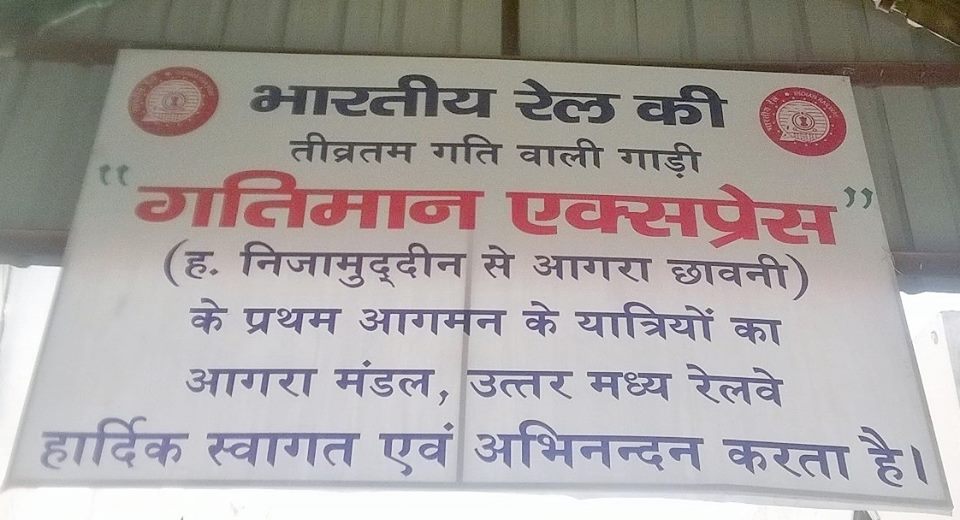 भारतीय रेल की
तीव्रतम गति वाली गाड़ी
"गतिमान एक्सप्रेस"
(ह. निजामुद्दीन से आगरा छावनी)
के प्रथम आगमन के यात्रियों का
आगरा मंडल, उत्तर मध्य रेलवे
हार्दिक स्वागत एवं अभिनन्दन करता है।